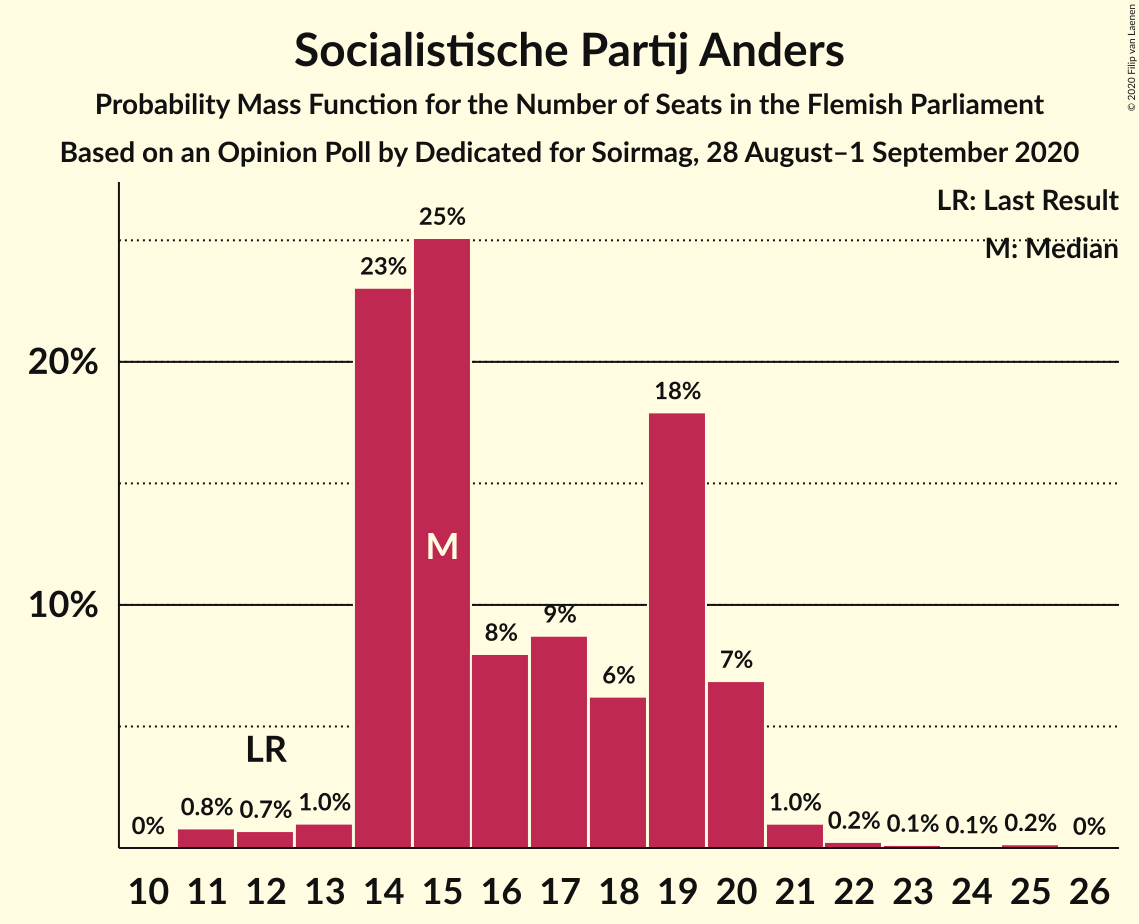 Socialistische Partij Anders
Probability Mass Function for the Number of Seats in the Flemish Parliament
Based on an Opinion Poll by Dedicated for Soirmag, 28 August–1 September 2020
© 2020 Filip van Laenen
LR: Last Result
M: Median
25%
23%
20%
18%
M
10%
9%
8%
7%
6%
LR
0%
0.8%
0.7%
1.0%
1.0%
0.2%
0.1%
0.1%
0.2%
0%
10 11 12 13 14 15 16 17 18 19 20 21 22 23 24 25 26